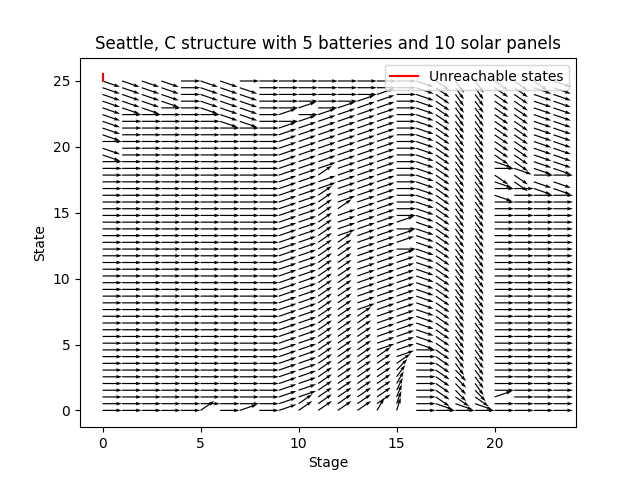 Seattle, C structure with 5 batteries and 10 solar panels
Unreachable states
25
20
15
10
5
0
State
0 5 10 15 20
Stage